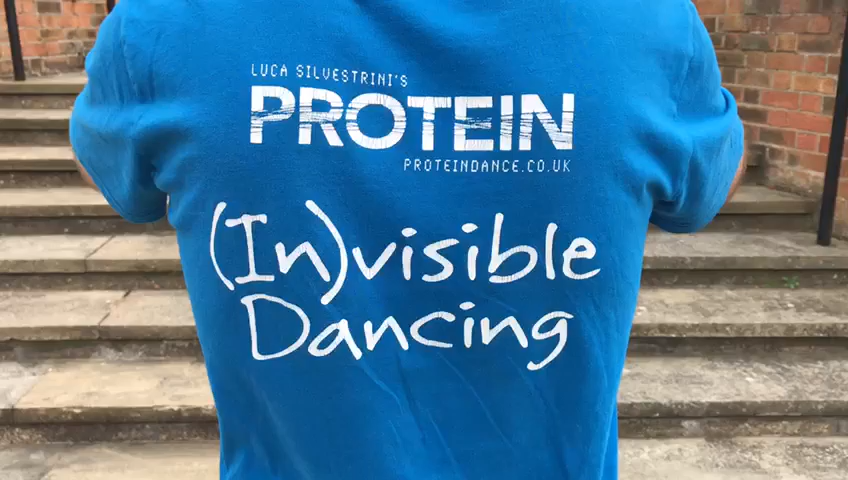 LUCA SILVESTRINI'S
PROTEIN
PROTEINDANCE.CO.UK
(In)visible
Dancing